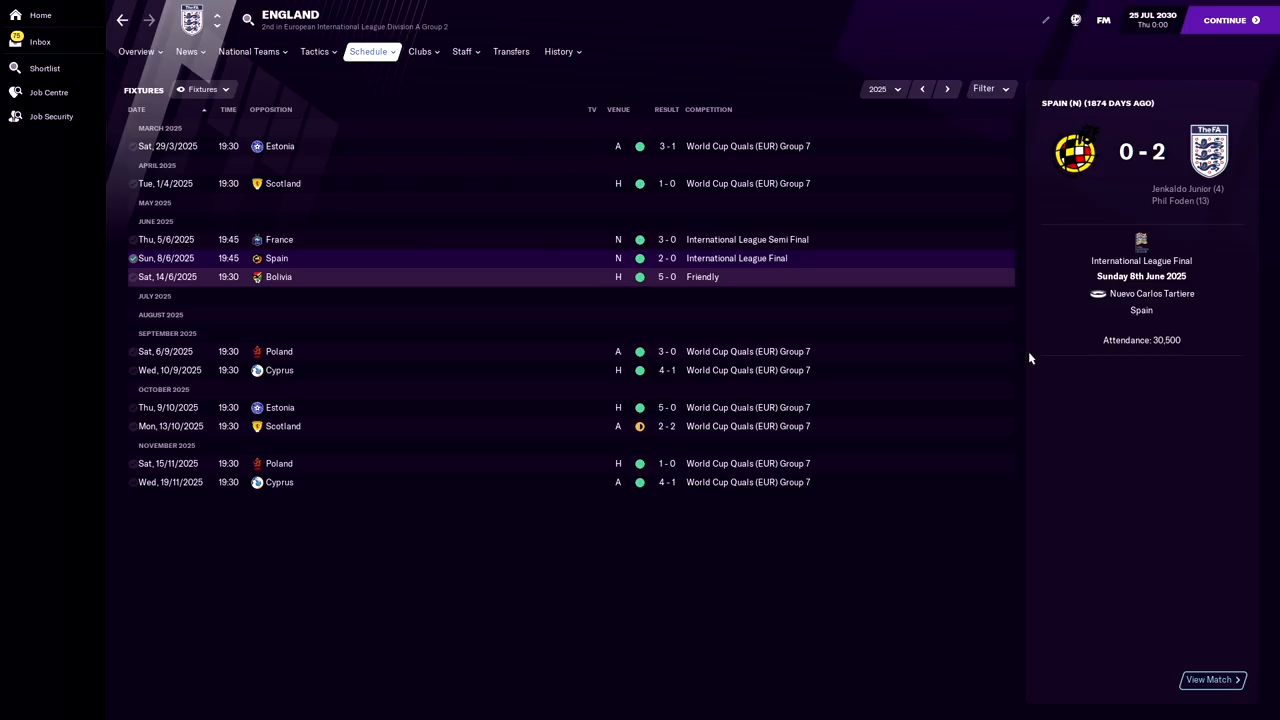 Home
75
Inbox
Shortlist
Job Centre
Job Security
ENGLAND
2nd in European International League Division A Group 2
FM
25 JUL 2030
Thu 0:00
CONTINUE
Overview
News
National Teams
Tactics
Schedule
Clubs
Staff
Transfers
History
FIXTURES
Fixtures
2025
Filter
DATE TIME OPPOSITION TV VENUE RESULT COMPETITION
MARCH 2025
Sat, 29/3/2025 19:30 Estonia A 3 - 1 World Cup Quals (EUR) Group 7
APRIL 2025
Tue, 1/4/2025 19:30 Scotland H 1 - 0 World Cup Quals (EUR) Group 7
MAY 2025
JUNE 2025
Thu, 5/6/2025 19:45 France N 3 - 0 International League Semi Final
Sun, 8/6/2025 19:45 Spain N 2 - 0 International League Final
Sat, 14/6/2025 19:30 Bolivia H 5 - 0 Friendly
JULY 2025
AUGUST 2025
SEPTEMBER 2025
Sat, 6/9/2025 19:30 Poland A 3 - 0 World Cup Quals (EUR) Group 7
Wed, 10/9/2025 19:30 Cyprus H 4 - 1 World Cup Quals (EUR) Group 7
OCTOBER 2025
Thu, 9/10/2025 19:30 Estonia H 5 - 0 World Cup Quals (EUR) Group 7
Mon, 13/10/2025 19:30 Scotland A 2 - 2 World Cup Quals (EUR) Group 7
NOVEMBER 2025
Sat, 15/11/2025 19:30 Poland H 1 - 0 World Cup Quals (EUR) Group 7
Wed, 19/11/2025 19:30 Cyprus A 4 - 1 World Cup Quals (EUR) Group 7
SPAIN (N) (1874 DAYS AGO)
TheFA
0 - 2
Jenkaldo Junior (4)
Phil Foden (13)
International League Final
Sunday 8th June 2025
Nuevo Carlos Tartiere
Spain
Attendance: 30,500
View Match